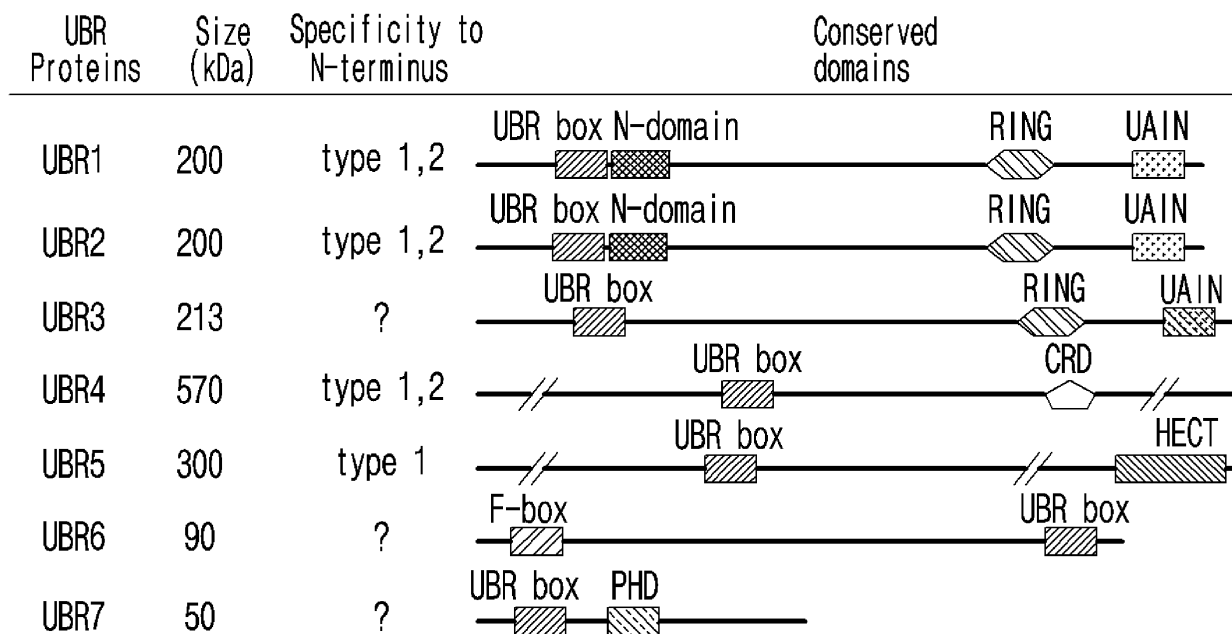 UBR Proteins Size (kDa) Specificity to N-terminus Conserved domains
UBR box N-domain RING UAIN
UBR1 200 type 1,2
UBR box N-domain RING UAIN
UBR2 200 type 1,2
UBR box RING UAIN
UBR3 213 ?
UBR box CRD
UBR4 570 type 1,2
UBR box HECT
UBR5 300 type 1
F-box UBR box
UBR6 90 ?
UBR box PHD
UBR7 50 ?